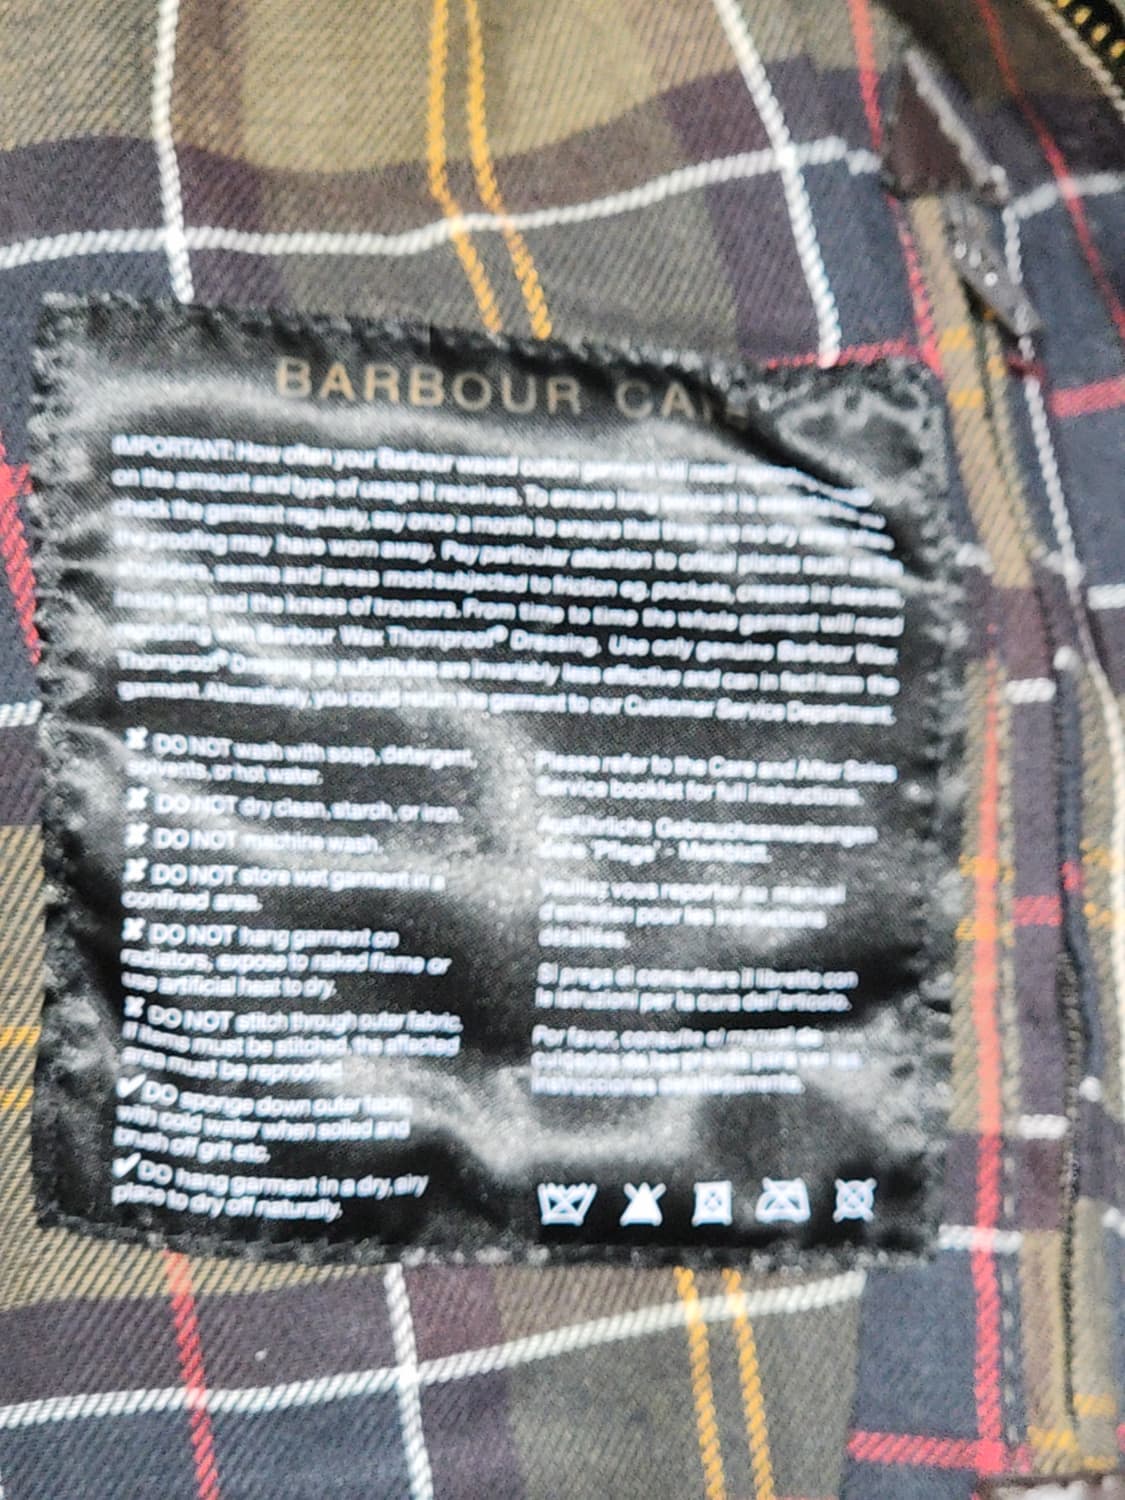 BARBOUR CARE
IMPORTANT: How often your Barbour waxed cotton garment will need
on the amount and type of usage it receives. To ensure long it is
check the garment regularly, say once a month to ensure that there are no dry
the proofing may have worn away. Pay particular attention to critical places such as the
shoulders, seams and areas most subjected to friction eg. pockets, creases in sleeves,
inside leg and the knees of trousers. From time to time the whole garment will need
reproofing with Barbour Wax Thornproof® Dressing. Use only genuine Barbour Wax
Thornproof® Dressing as substitutes are invariably less effective and can in fact harm the
garment. Alternatively, you could return the garment to our Customer Service Department.
✘ DO NOT wash with soap, detergent,
solvents, or hot water.
✘ DO NOT dry clean, starch, or iron.
✘ DO NOT machine wash.
✘ DO NOT store wet garment in a
confined area.
✘ DO NOT hang garment on
radiators, expose to naked flame or
use artificial heat to dry.
✘ DO NOT stitch through outer fabric.
If items must be stitched, the affected
area must be reproofed.
✔ DO sponge down outer fabric
with cold water when soiled and
brush off grit etc.
✔ DO hang garment in a dry, airy
place to dry off naturally.
Please refer to the Care and After Sales
Service booklet for full instructions.
Ausführliche Gebrauchsanweisungen
"Pflege" - Merkblatt.
Veuillez vous reporter au manuel
d'entretien pour les instructions
détaillées.
Si prega di consultare il libretto con
le istruzioni per la cura dell'articolo.
Por favor, consulte el manual de
Cuidados de la para
instrucciones